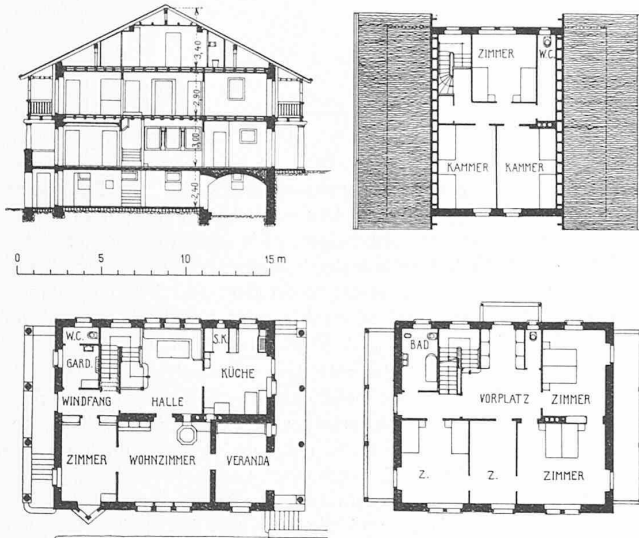 3,40
2,90
3,00
2,40
ZIMMER
W.C.
KAMMER KAMMER
0 5 10 15 m
W.C.
GARD.
WINDFANG
HALLE
S.K.
KÜCHE
ZIMMER
WOHNZIMMER
VERANDA
BAD
VORPLATZ
ZIMMER
Z.
Z.
ZIMMER